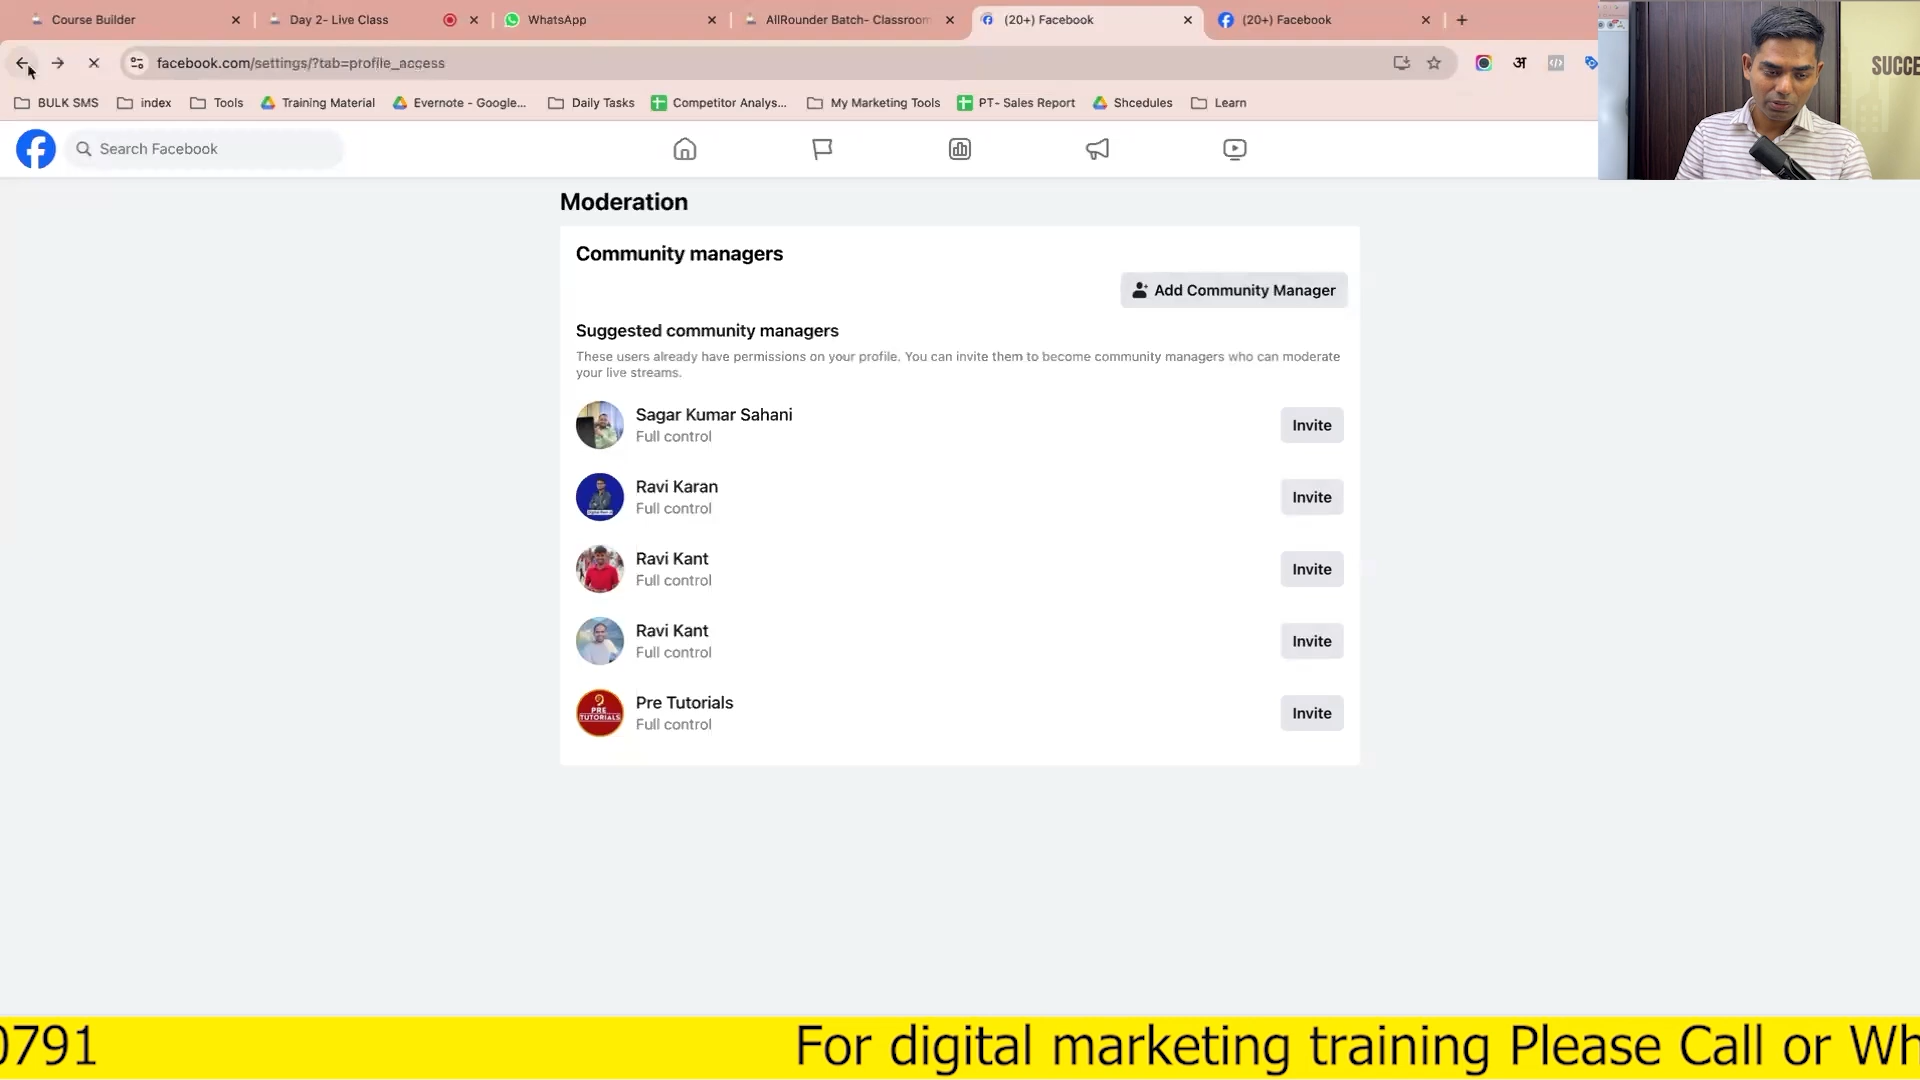 Course Builder
Day 2- Live Class
WhatsApp
AllRounder Batch- Classroom
(20+) Facebook
(20+) Facebook
facebook.com/settings/?tab=profile_access
अ
BULK SMS
index
Tools
Training Material
Evernote - Google...
Daily Tasks
Competitor Analys...
My Marketing Tools
PT- Sales Report
Shcedules
Learn
Search Facebook
SUCCE
Moderation
Community managers
Add Community Manager
Suggested community managers
These users already have permissions on your profile. You can invite them to become community managers who can moderate
your live streams.
Sagar Kumar Sahani
Full control
Invite
Ravi Karan
Full control
Invite
Ravi Kant
Full control
Invite
Ravi Kant
Full control
Invite
PRE
TUTORIALS
Pre Tutorials
Full control
Invite
0791
For digital marketing training Please Call or Wh